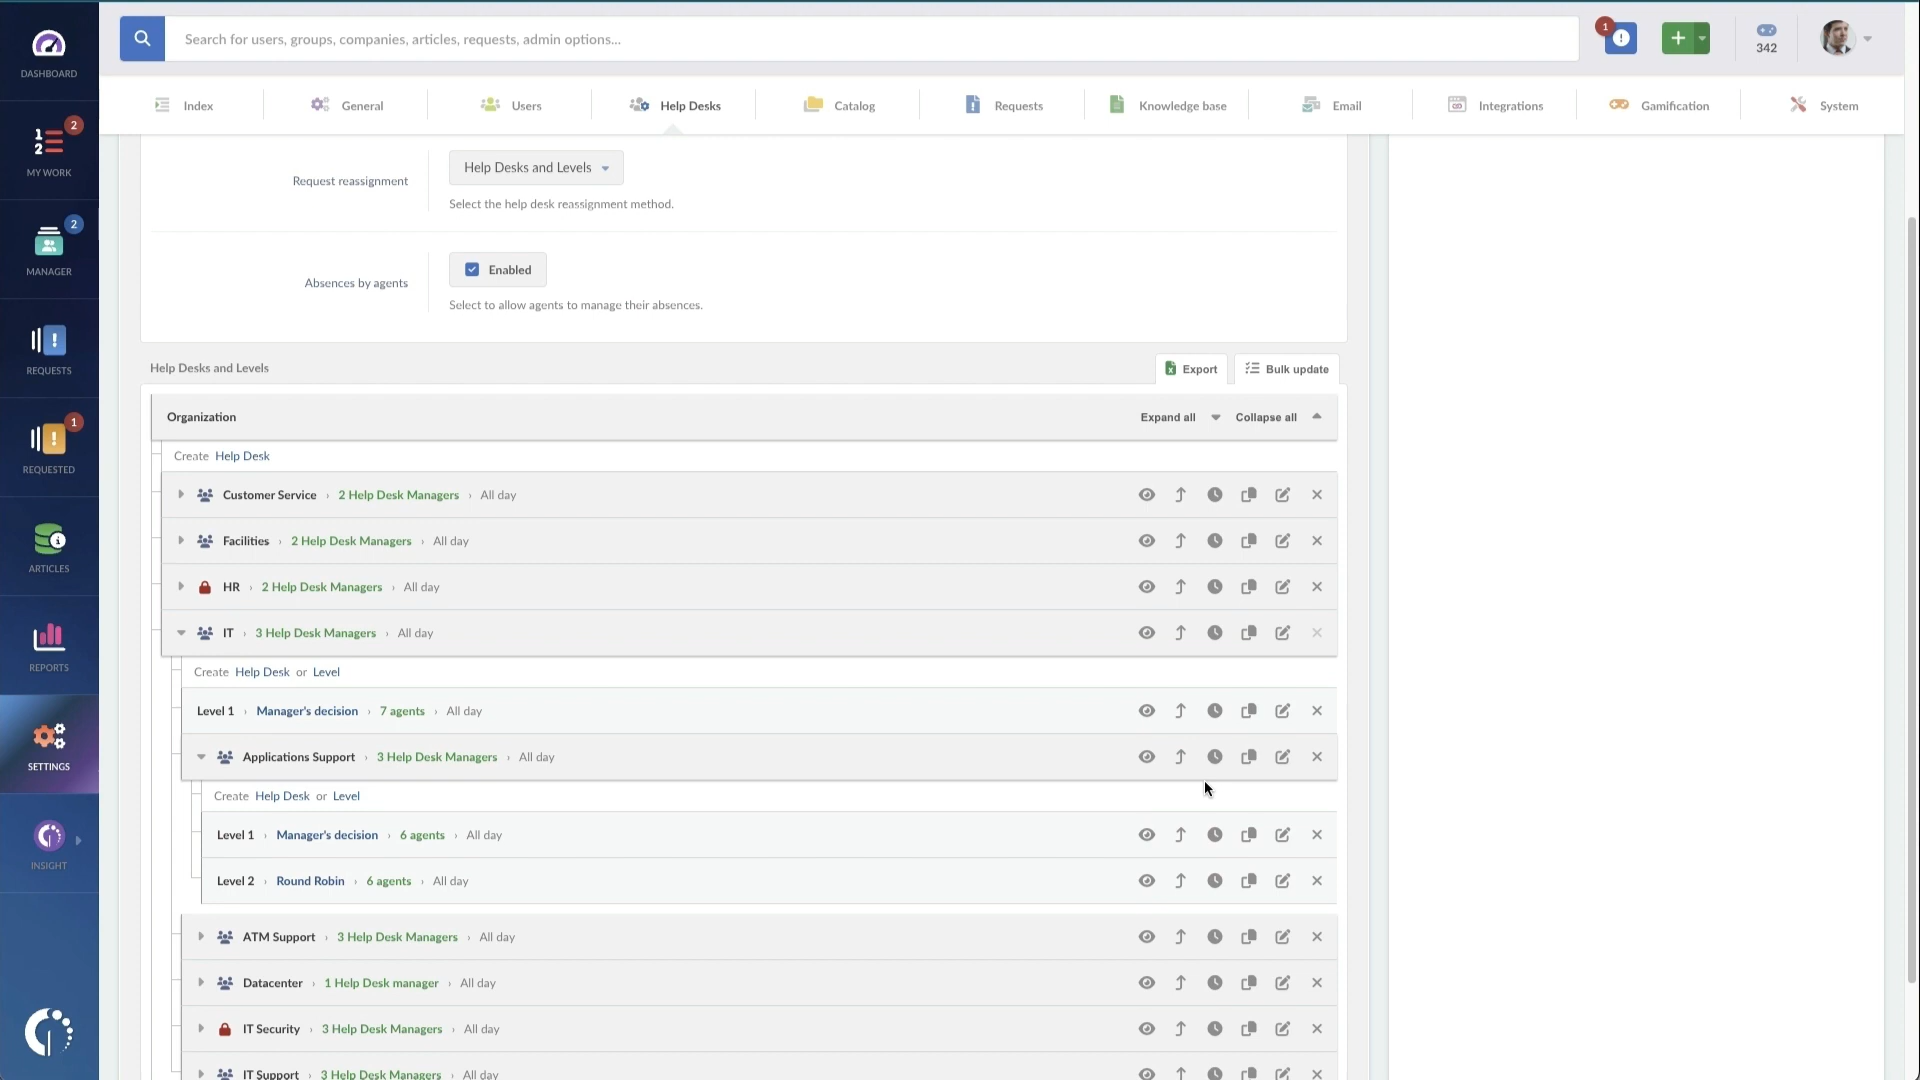 Search for users, groups, companies, articles, requests, admin options...
1
342
DASHBOARD
2
MY WORK
2
MANAGER
REQUESTS
1
REQUESTED
ARTICLES
REPORTS
SETTINGS
INSIGHT
Index General Users Help Desks Catalog Requests Knowledge base Email Integrations Gamification System
Request reassignment
Help Desks and Levels
Select the help desk reassignment method.
Absences by agents
Enabled
Select to allow agents to manage their absences.
Help Desks and Levels
Export
Bulk update
Organization Expand all Collapse all
Create Help Desk
Customer Service › 2 Help Desk Managers › All day
Facilities › 2 Help Desk Managers › All day
HR › 2 Help Desk Managers › All day
IT › 3 Help Desk Managers › All day
Create Help Desk or Level
Level 1 › Manager's decision › 7 agents › All day
Applications Support › 3 Help Desk Managers › All day
Create Help Desk or Level
Level 1 › Manager's decision › 6 agents › All day
Level 2 › Round Robin › 6 agents › All day
ATM Support › 3 Help Desk Managers › All day
Datacenter › 1 Help Desk manager › All day
IT Security › 3 Help Desk Managers › All day
IT Support › 3 Help Desk Managers › All day